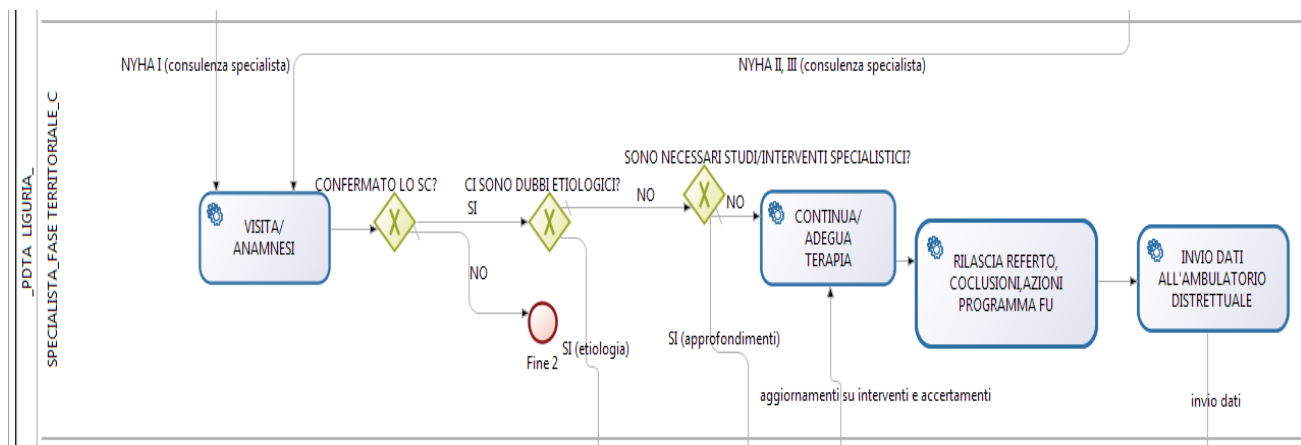 _PDTA LIGURIA_
SPECIALISTA_FASE TERRITORIALE_C
NYHA I (consulenza specialista)
NYHA II, III (consulenza specialista)
VISITA/
ANAMNESI
CONFERMATO LO SC?
SI
NO
Fine 2
CI SONO DUBBI ETIOLOGICI?
NO
SI (etiologia)
SONO NECESSARI STUDI/INTERVENTI SPECIALISTICI?
NO
SI (approfondimenti)
CONTINUA/
ADEGUA
TERAPIA
aggiornamenti su interventi e accertamenti
RILASCIA REFERTO,
COCLUSIONI,AZIONI
PROGRAMMA FU
INVIO DATI
ALL'AMBULATORIO
DISTRETTUALE
invio dati